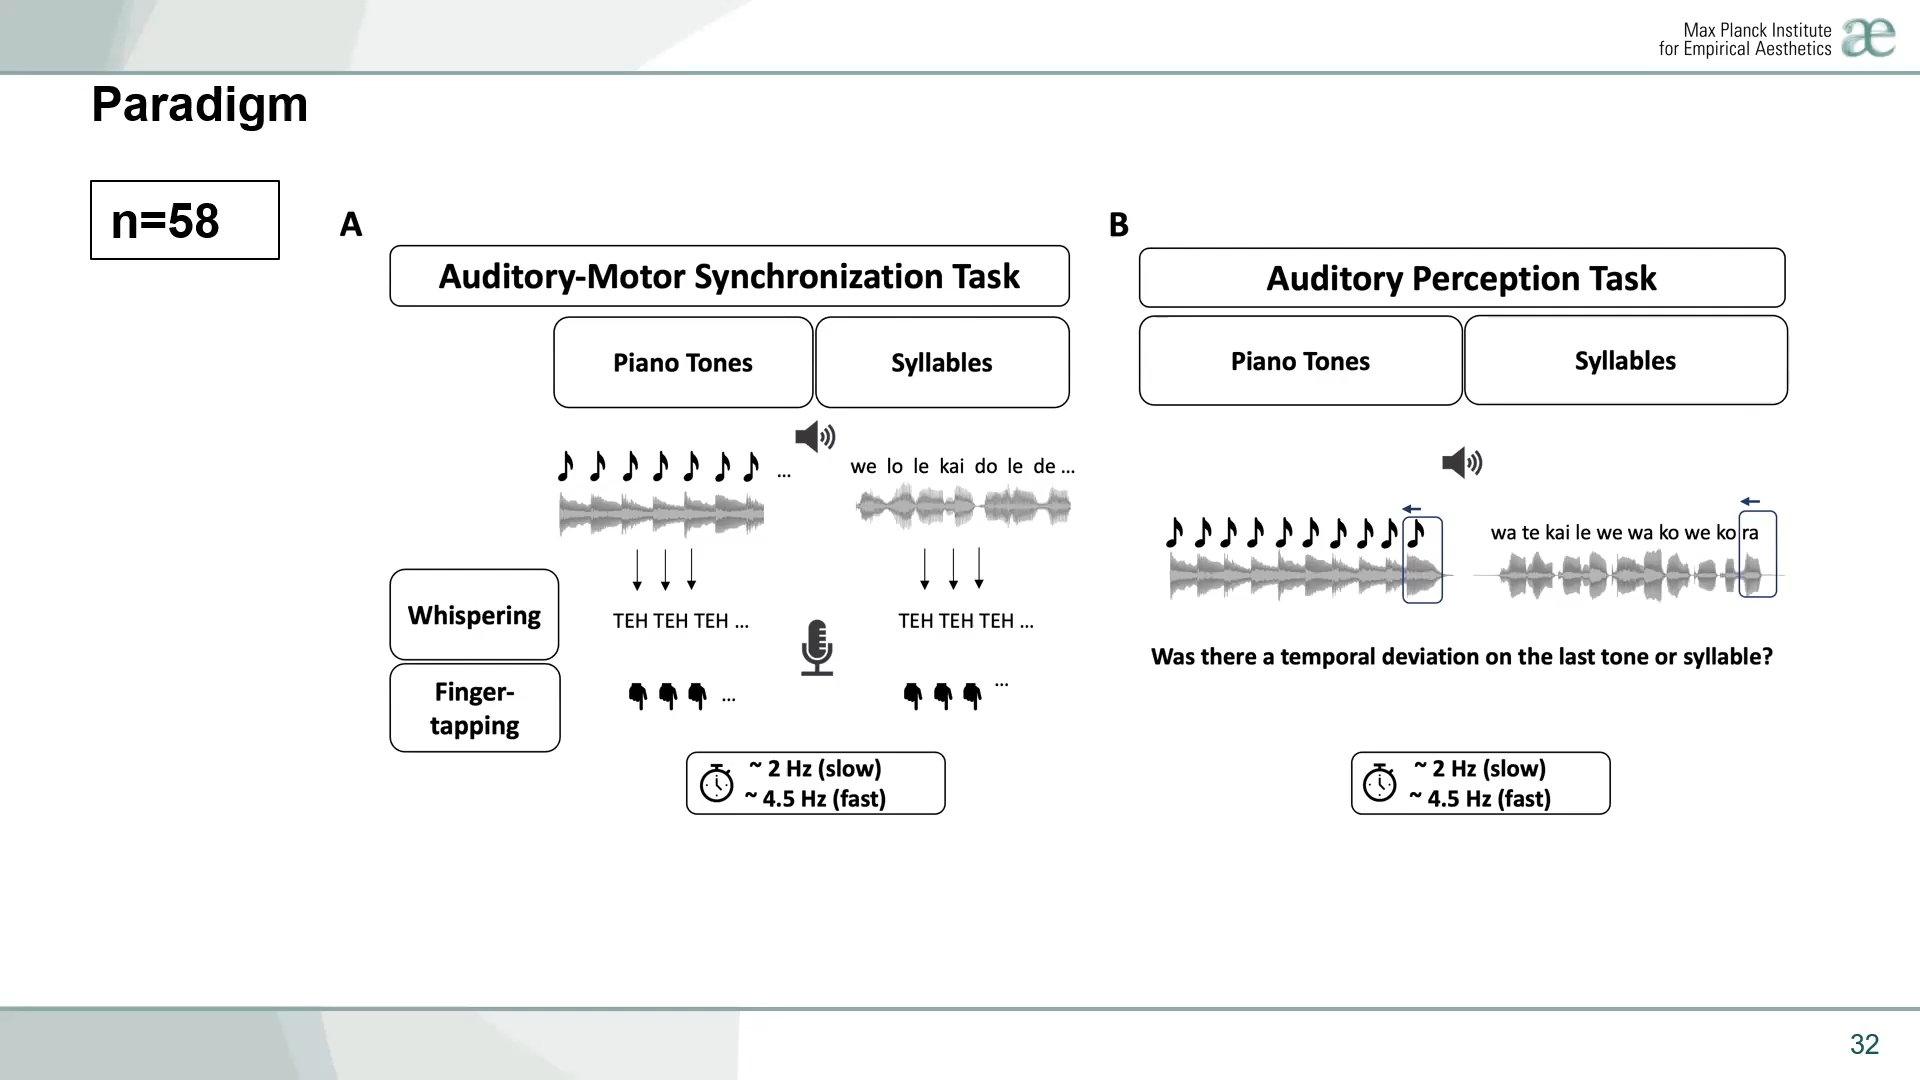 Max Planck Institute
for Empirical Aesthetics
æ
Paradigm
n=58
A
Auditory-Motor Synchronization Task
Piano Tones
Syllables
...
we lo le kai do le de ...
Whispering
TEH TEH TEH ...
TEH TEH TEH ...
Finger-
tapping
...
...
~ 2 Hz (slow)
~ 4.5 Hz (fast)
B
Auditory Perception Task
Piano Tones
Syllables
wa te kai le we wa ko we ko ra
Was there a temporal deviation on the last tone or syllable?
~ 2 Hz (slow)
~ 4.5 Hz (fast)
32